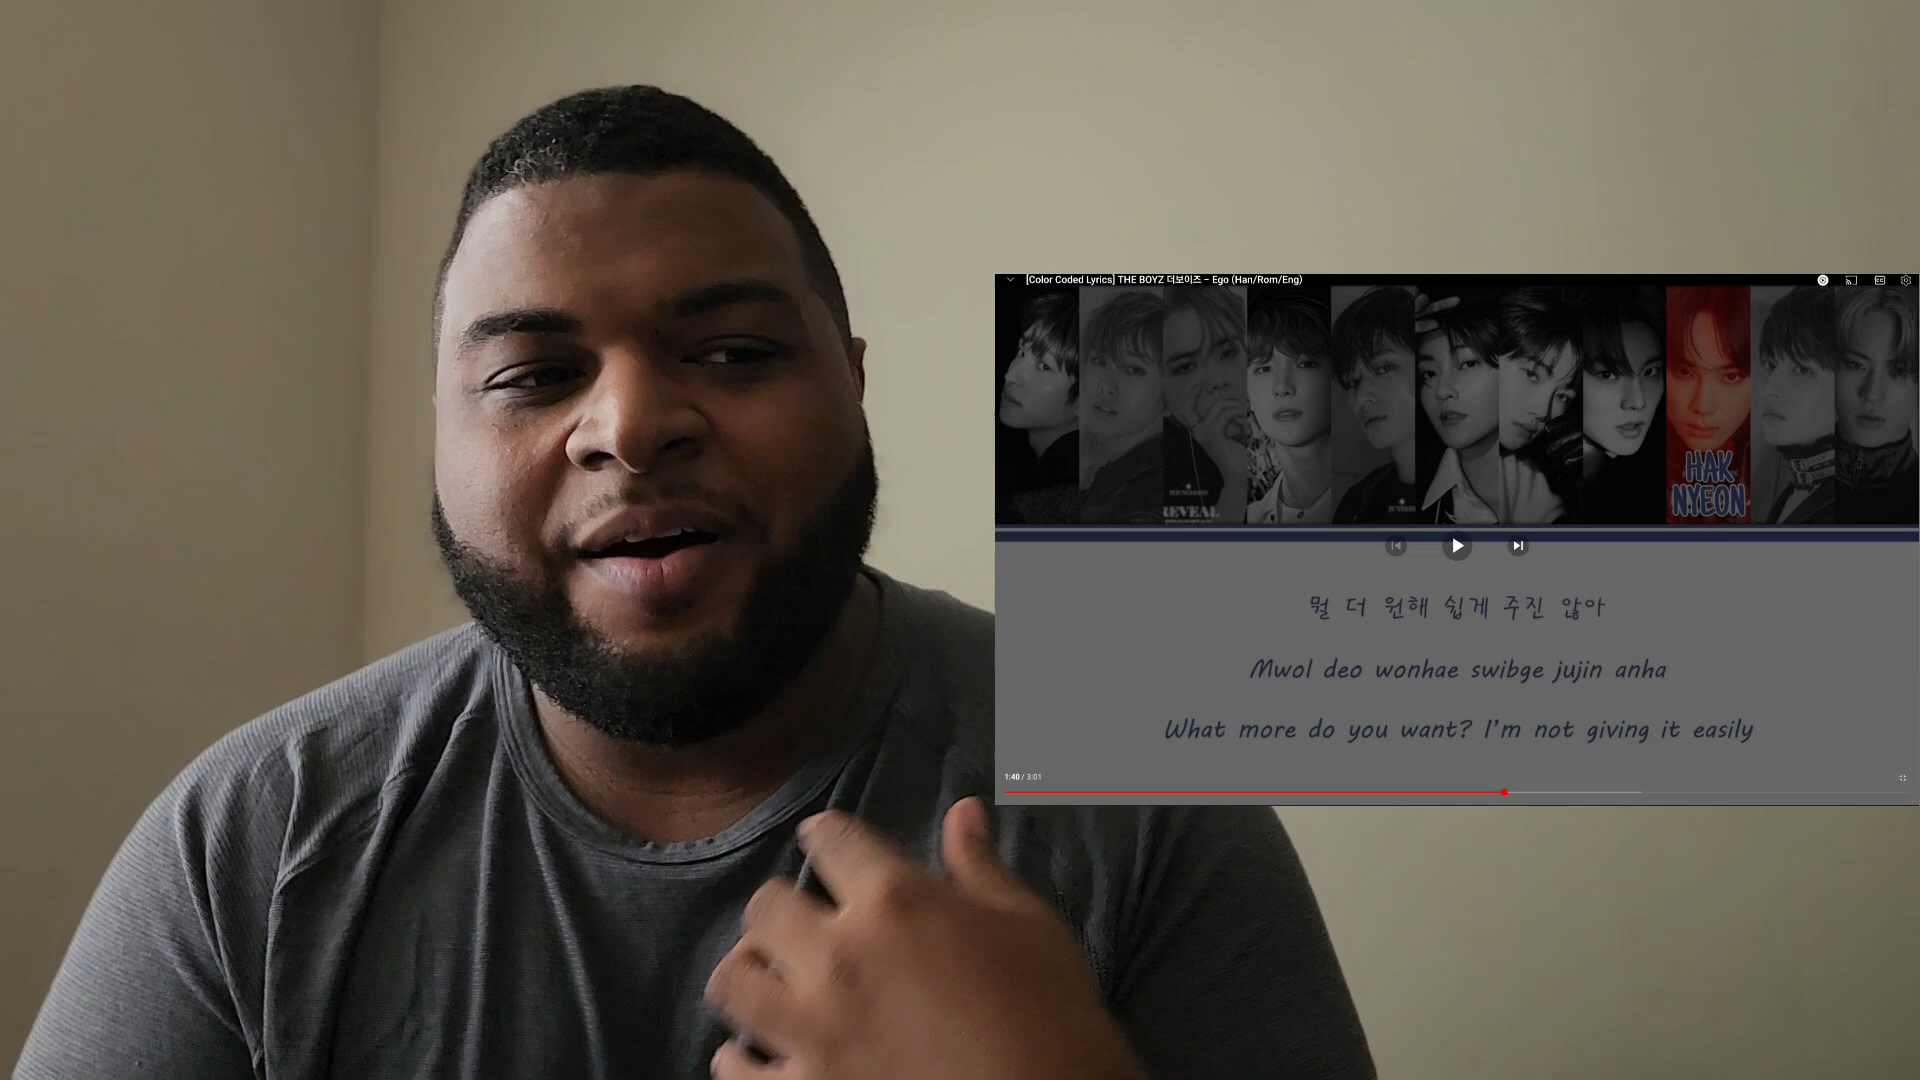 [Color Coded Lyrics] THE BOYZ 더보이즈 – Ego (Han/Rom/Eng)
REVEAL
HAK
NYEON
뭘 더 원해 쉽게 주진 않아
Mwol deo wonhae swibge jujin anha
What more do you want? I'm not giving it easily
1:40 / 3:01